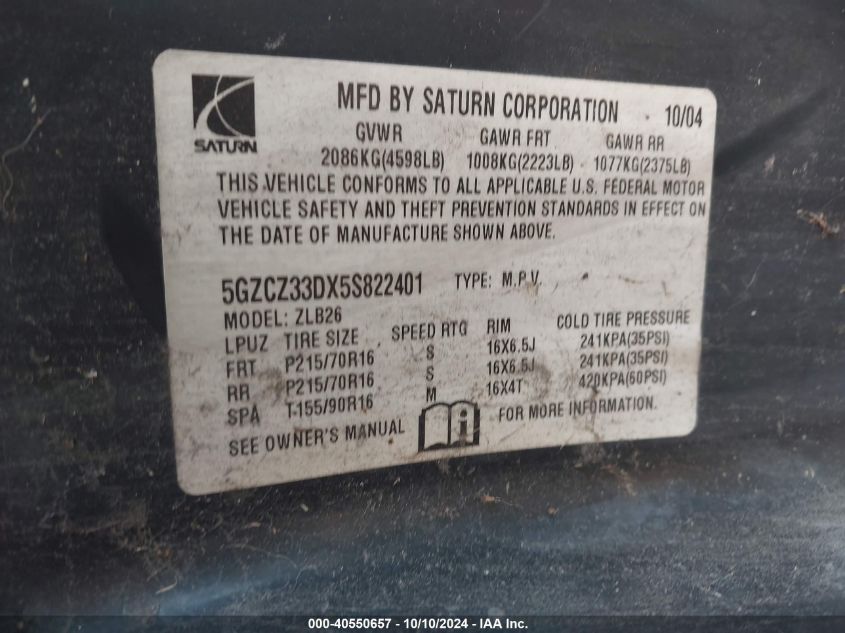 SATURN
MFD BY SATURN CORPORATION 10/04
GVWR GAWR FRT GAWR RR
2086KG(4598LB) 1008KG(2223LB) 1077KG(2375LB)
THIS VEHICLE CONFORMS TO ALL APPLICABLE U.S. FEDERAL MOTOR
VEHICLE SAFETY AND THEFT PREVENTION STANDARDS IN EFFECT ON
THE DATE OF MANUFACTURE SHOWN ABOVE.
5GZCZ33DX5S822401 TYPE: M.P.V.
MODEL: ZLB26
LPUZ TIRE SIZE SPEED RTG RIM COLD TIRE PRESSURE
FRT P215/70R16 S 16X6.5J 241KPA(35PSI)
RR P215/70R16 S 16X6.5J 241KPA(35PSI)
SPA T155/90R16 M 16X4T 420KPA(60PSI)
SEE OWNER'S MANUAL i FOR MORE INFORMATION.
000-40550657 - 10/10/2024 - IAA Inc.